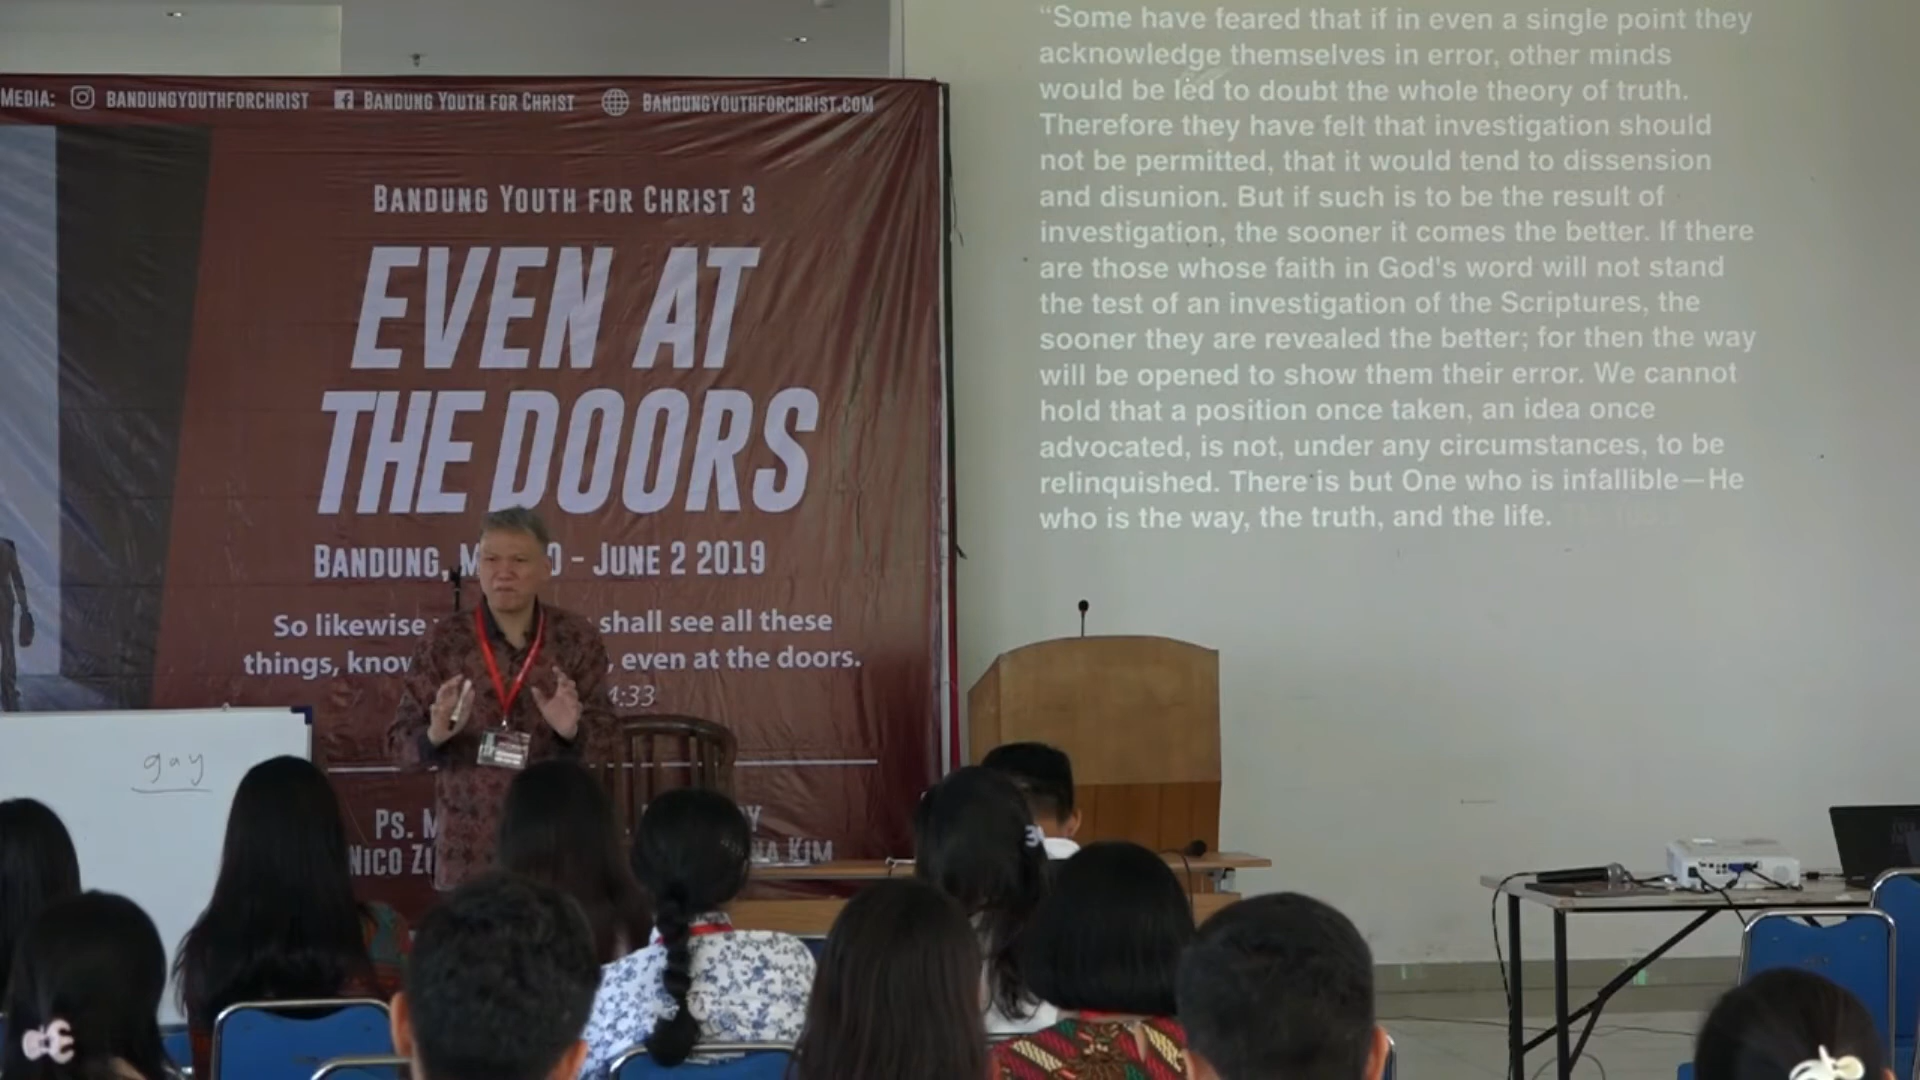 MEDIA: BANDUNGYOUTHFORCHRIST BANDUNG YOUTH FOR CHRIST BANDUNGYOUTHFORCHRIST.COM
BANDUNG YOUTH FOR CHRIST 3
EVEN AT
THE DOORS
BANDUNG, - JUNE 2 2019
So likewise shall see all these
things, , even at the doors.
4:33
PS.
NICO KIM
gay
“Some have feared that if in even a single point they
acknowledge themselves in error, other minds
would be led to doubt the whole theory of truth.
Therefore they have felt that investigation should
not be permitted, that it would tend to dissension
and disunion. But if such is to be the result of
investigation, the sooner it comes the better. If there
are those whose faith in God's word will not stand
the test of an investigation of the Scriptures, the
sooner they are revealed the better; for then the way
will be opened to show them their error. We cannot
hold that a position once taken, an idea once
advocated, is not, under any circumstances, to be
relinquished. There is but One who is infallible—He
who is the way, the truth, and the life.